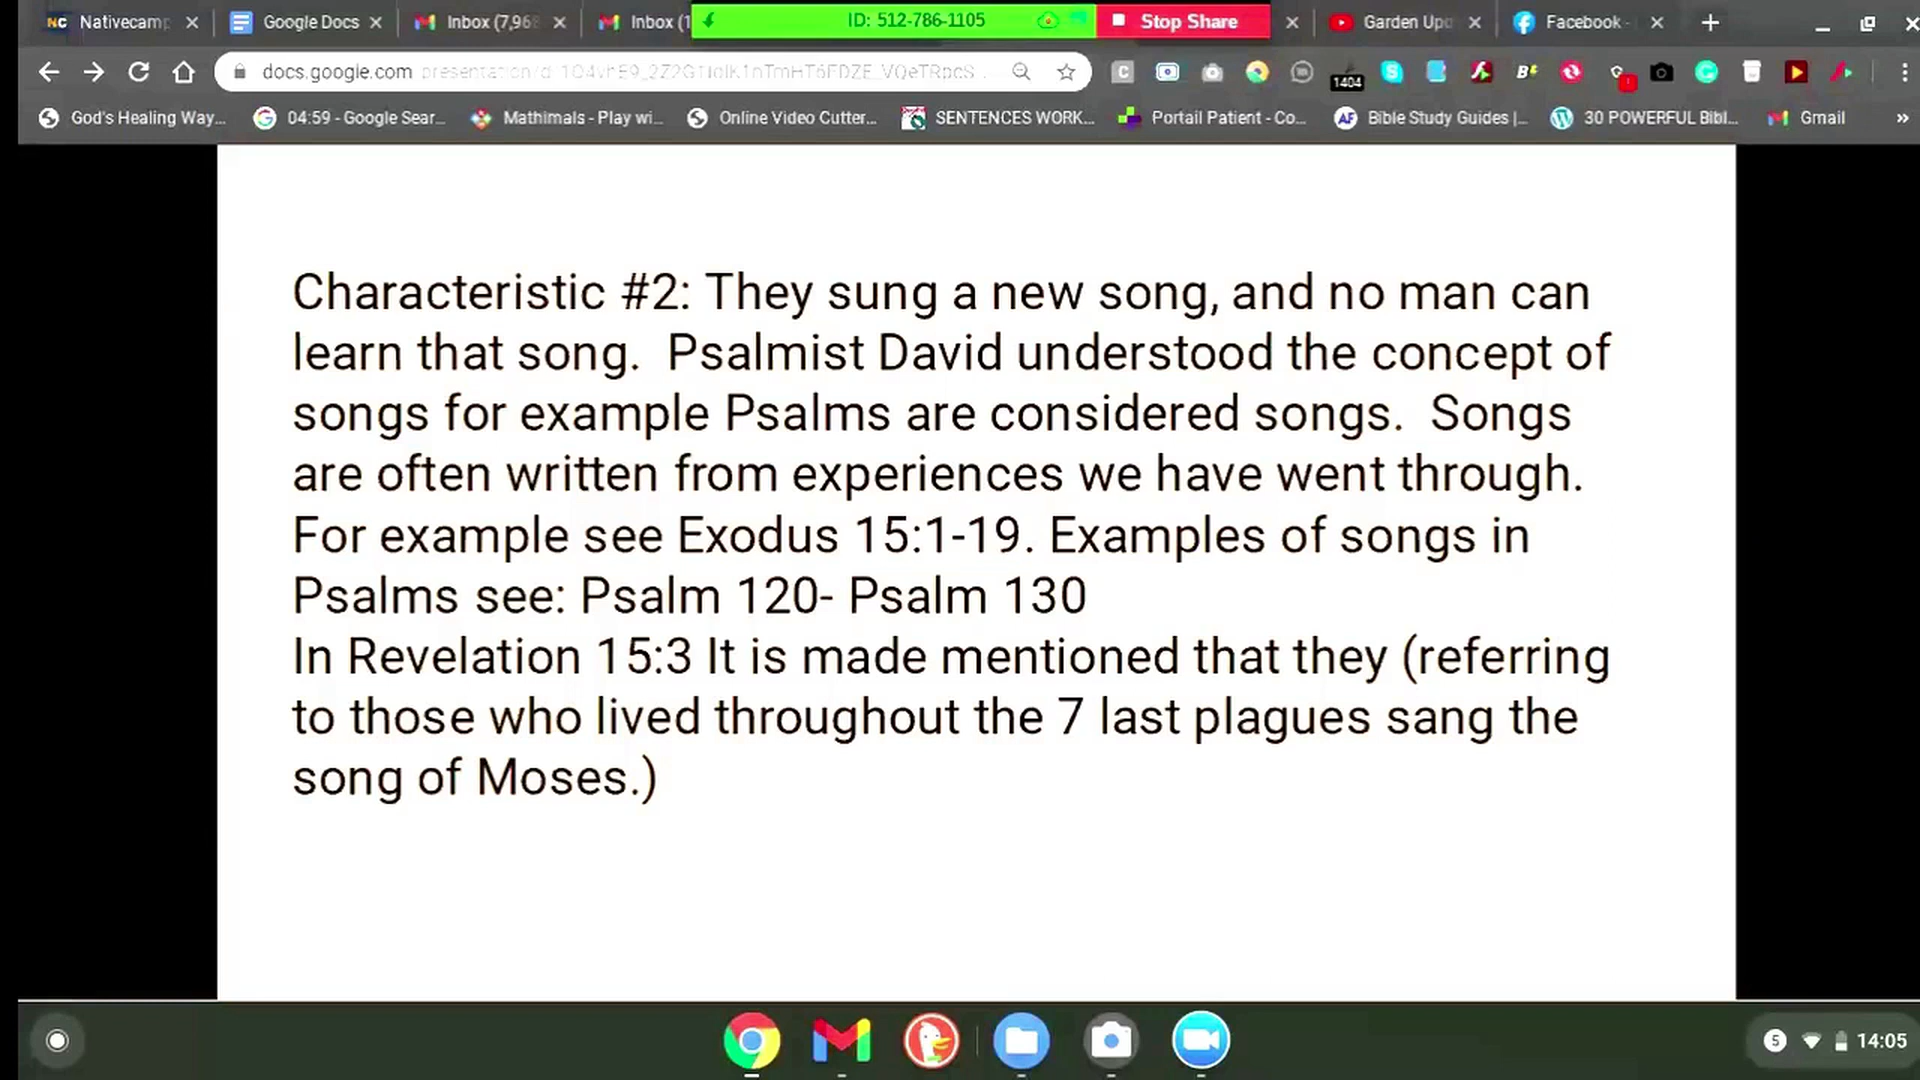 Nativecam
Google Docs
Inbox (7,96
Inbox (1
ID: 512-786-1105
Stop Share
Garden Upd
Facebook -
docs.google.com
1404
God's Healing Way...
04:59 - Google Sear...
Mathimals - Play wi...
Online Video Cutter...
SENTENCES WORK...
Portail Patient - Co...
Bible Study Guides |...
30 POWERFUL Bibl...
Gmail
Characteristic #2: They sung a new song, and no man can
learn that song.  Psalmist David understood the concept of
songs for example Psalms are considered songs.  Songs
are often written from experiences we have went through.
For example see Exodus 15:1-19. Examples of songs in
Psalms see: Psalm 120- Psalm 130
In Revelation 15:3 It is made mentioned that they (referring
to those who lived throughout the 7 last plagues sang the
song of Moses.)
5
14:05